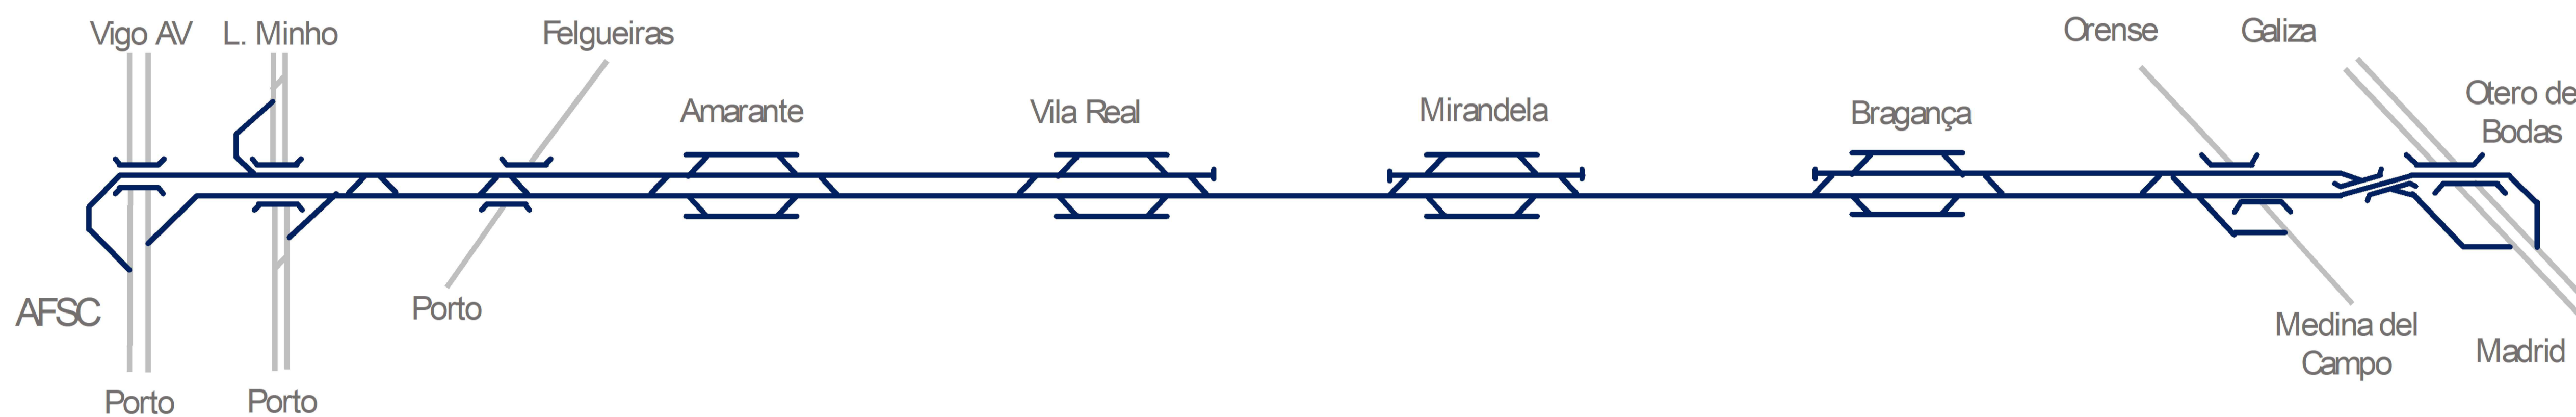 Vigo AV
L. Minho
Felgueiras
Orense
Galiza
Amarante
Vila Real
Mirandela
Bragança
Otero de
Bodas
AFSC
Porto
Medina del
Campo
Madrid
Porto
Porto